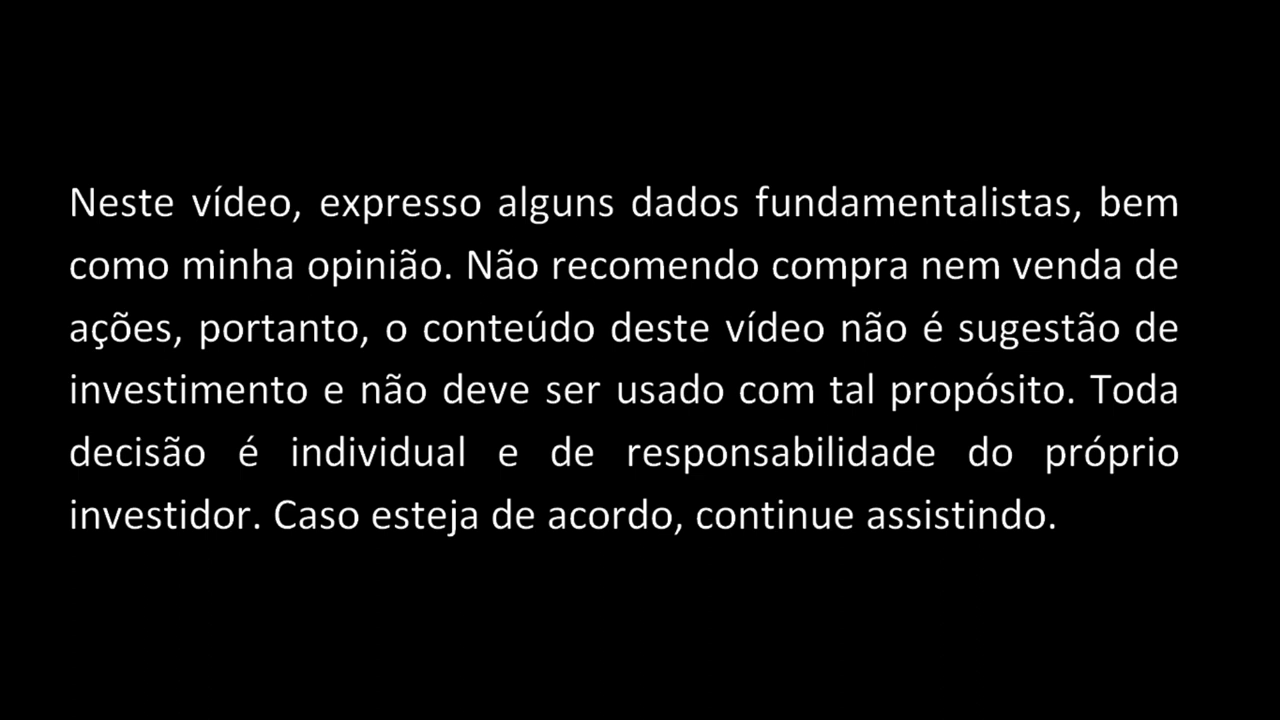 Neste vídeo, expresso alguns dados fundamentalistas, bem
como minha opinião. Não recomendo compra nem venda de
ações, portanto, o conteúdo deste vídeo não é sugestão de
investimento e não deve ser usado com tal propósito. Toda
decisão é individual e de responsabilidade do próprio
investidor. Caso esteja de acordo, continue assistindo.